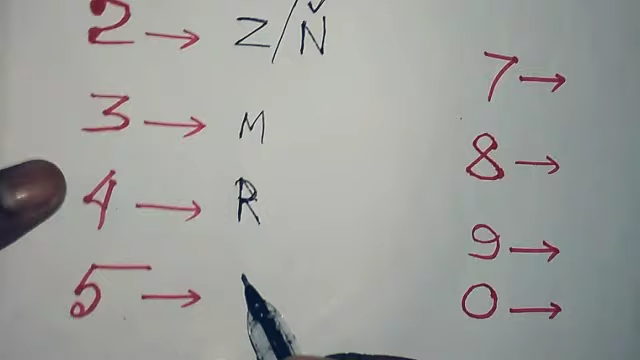 2 → Z/Ň
3 → M
4 → R
5 →
7 →
8 →
9 →
0 →